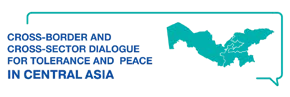 CROSS-BORDER AND
CROSS-SECTOR DIALOGUE
FOR TOLERANCE AND PEACE
IN CENTRAL ASIA